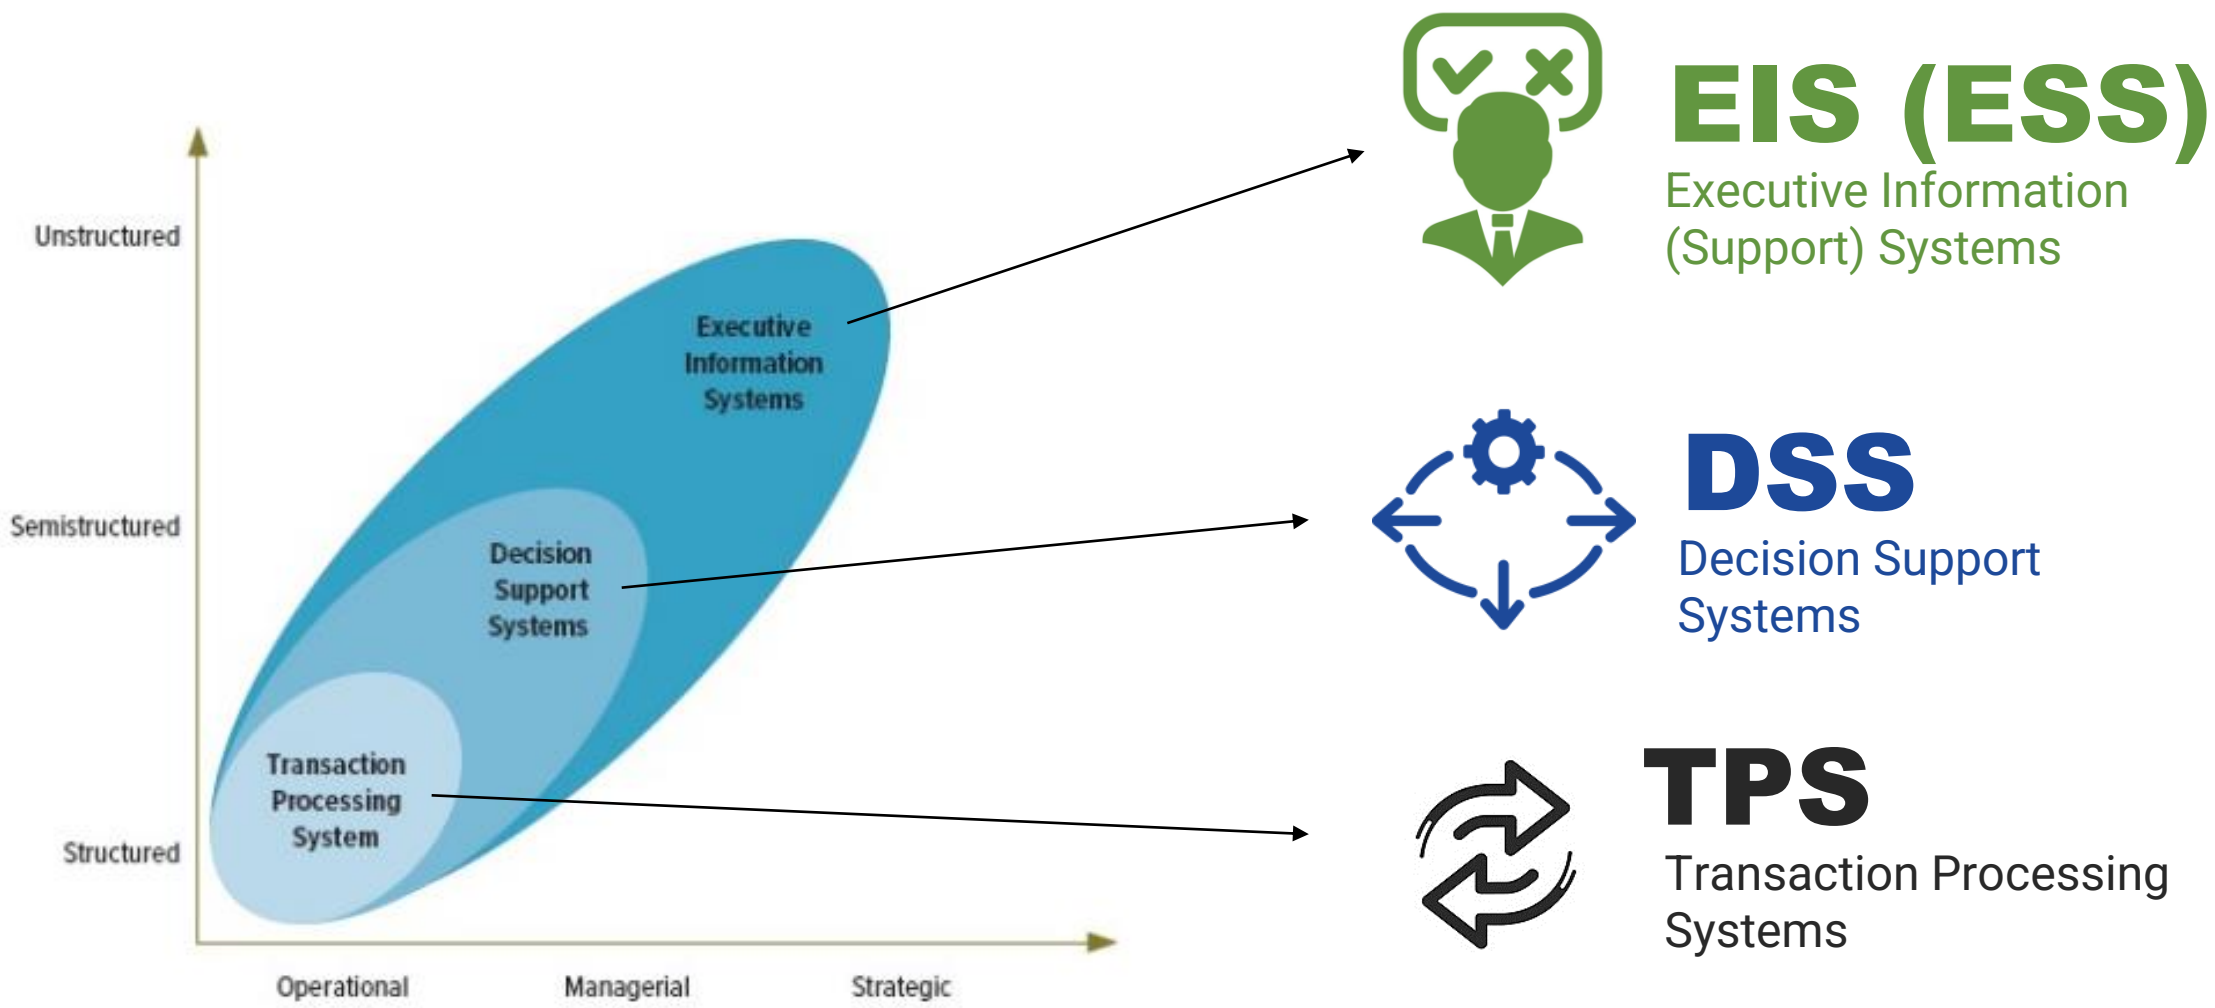 Unstructured
Semistructured
Structured
Executive
Information
Systems
Decision
Support
Systems
Transaction
Processing
System
Operational
Managerial
Strategic
EIS (ESS)
Executive Information
(Support) Systems
DSS
Decision Support
Systems
TPS
Transaction Processing
Systems